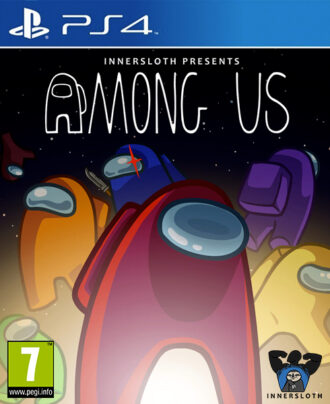 PS4
INNERSLOTH PRESENTS
AMONG US
7
www.pegi.info
INNERSLOTH